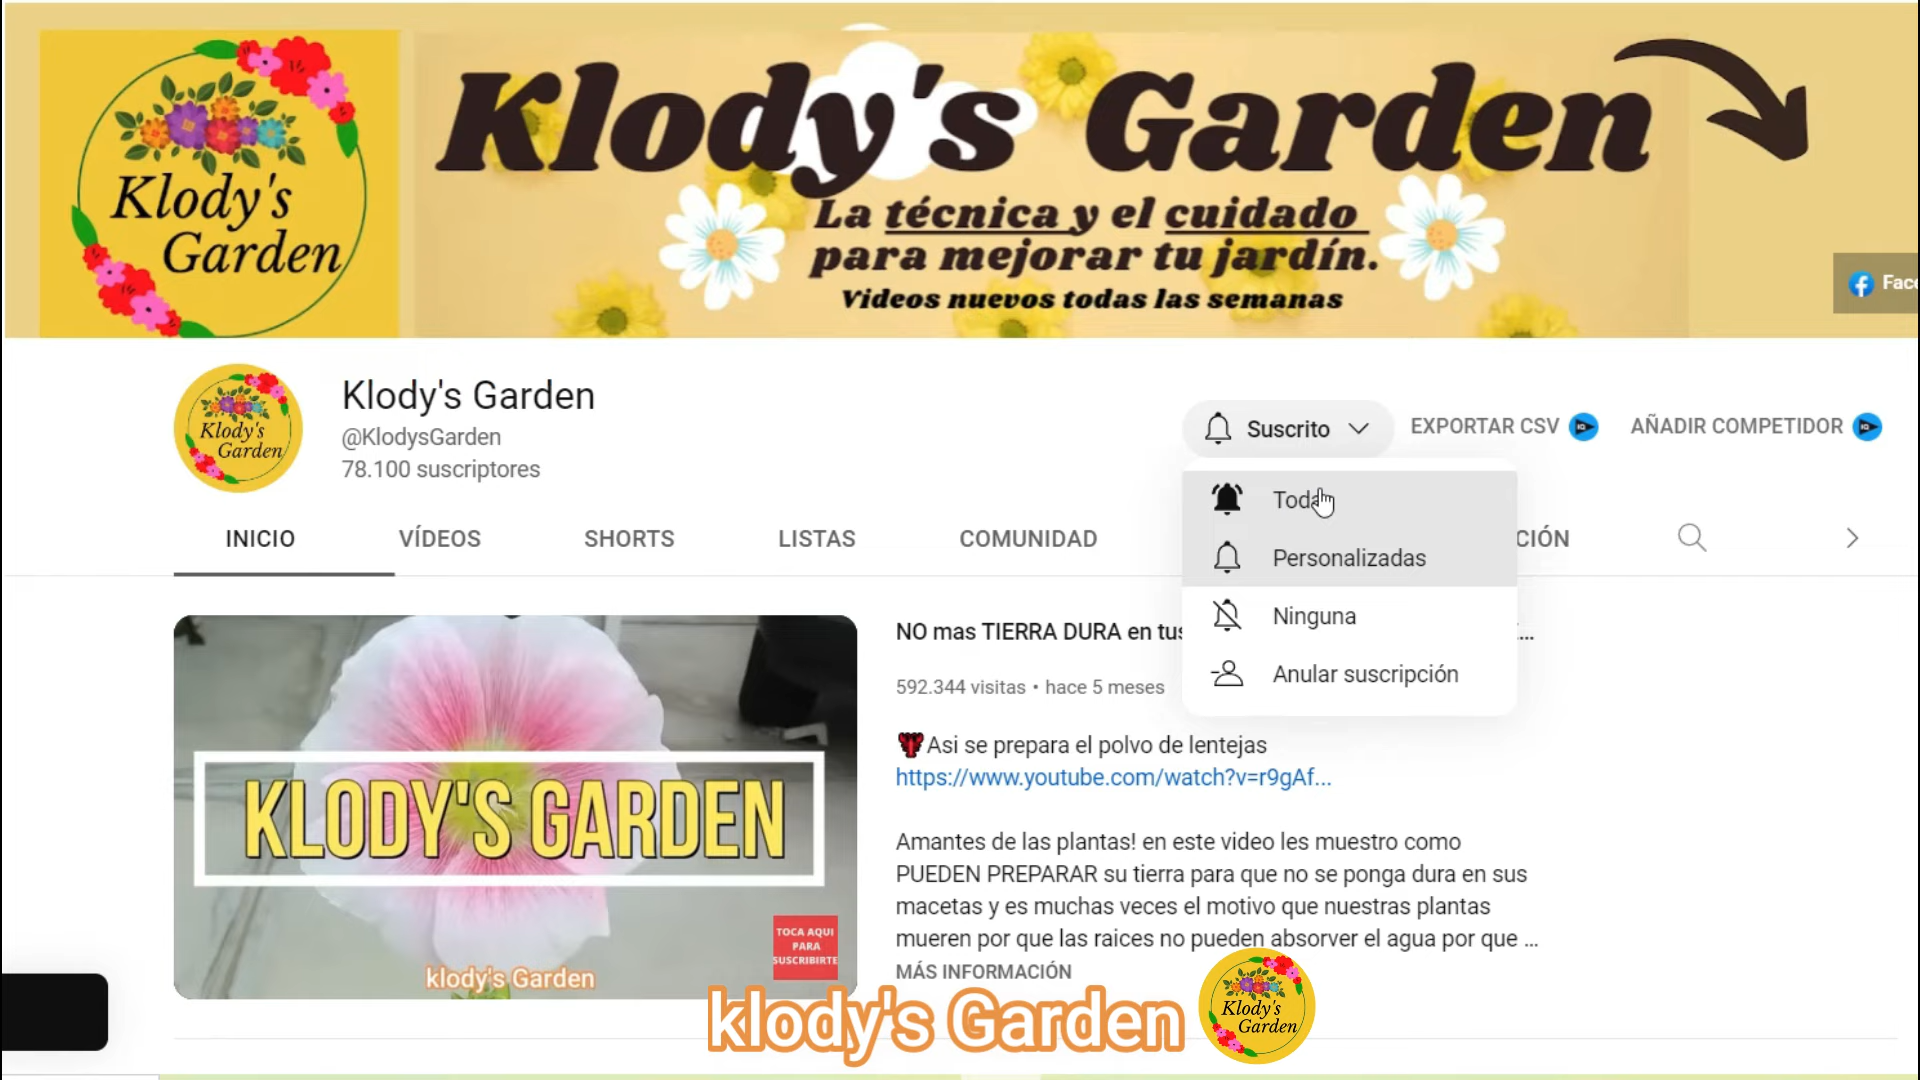 Klody's
Garden
Klody's Garden
La técnica y el cuidado
para mejorar tu jardín.
Videos nuevos todas las semanas
Klody's
Garden
Klody's Garden
@KlodysGarden
78.100 suscriptores
Suscrito
EXPORTAR CSV
AÑADIR COMPETIDOR
Personalizadas
Ninguna
Anular suscripción
INICIO
VÍDEOS
SHORTS
LISTAS
COMUNIDAD
KLODY'S GARDEN
TOCA AQUI
PARA
SUSCRIBIRTE
klody's Garden
NO mas TIERRA DURA en
592.344 visitas • hace 5 meses
Asi se prepara el polvo de lentejas
https://www.youtube.com/watch?v=r9gAf...
Amantes de las plantas! en este video les muestro como
PUEDEN PREPARAR su tierra para que no se ponga dura en sus
macetas y es muchas veces el motivo que nuestras plantas
mueren por que las raices no pueden absorver el agua por que ...
MÁS INFORMACIÓN
klody's Garden
Klody's
Garden